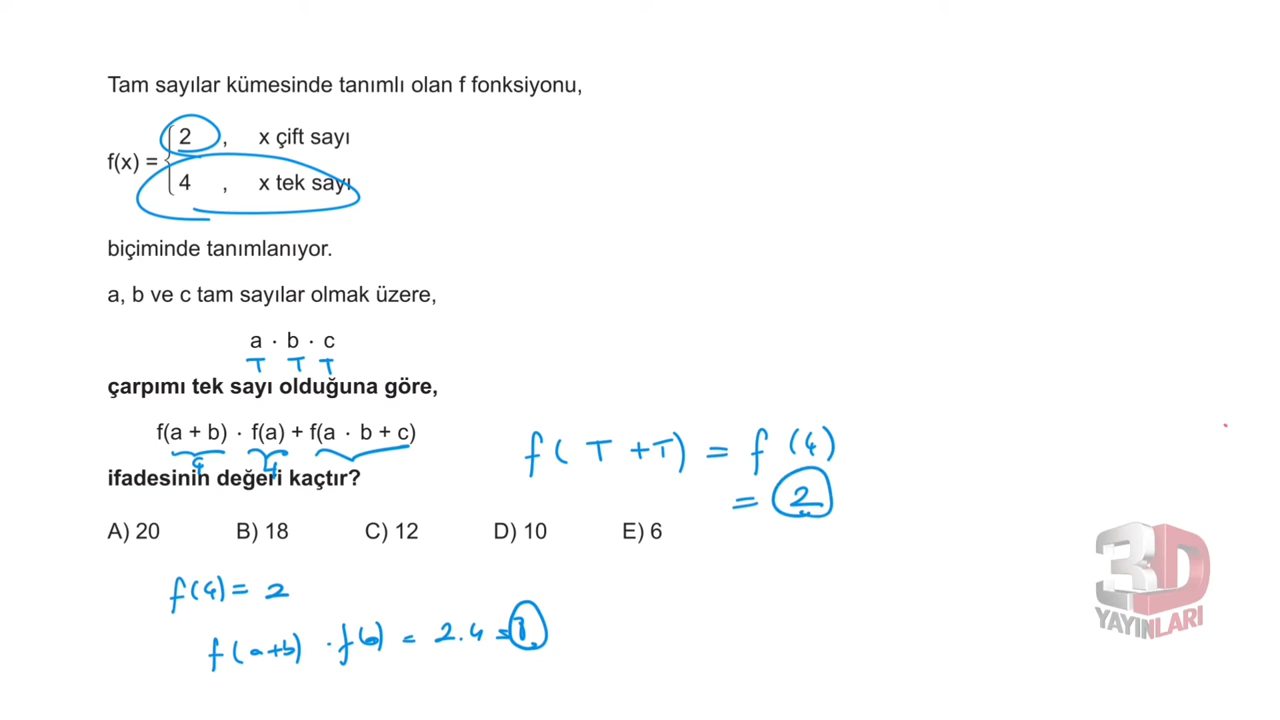 Tam sayılar kümesinde tanımlı olan f fonksiyonu,
2 , x çift sayı
f(x) = {
4 , x tek sayı
biçiminde tanımlanıyor.
a, b ve c tam sayılar olmak üzere,
a · b · c
T T T
çarpımı tek sayı olduğuna göre,
f(a + b) · f(a) + f(a · b + c)
f( T + T) = f (Ç)
Ç 4
ifadesinin değeri kaçtır?
= 2
A) 20 B) 18 C) 12 D) 10 E) 6
f(Ç) = 2
f(a+b) · f(a) = 2.4 = 8
3D
YAYINLARI